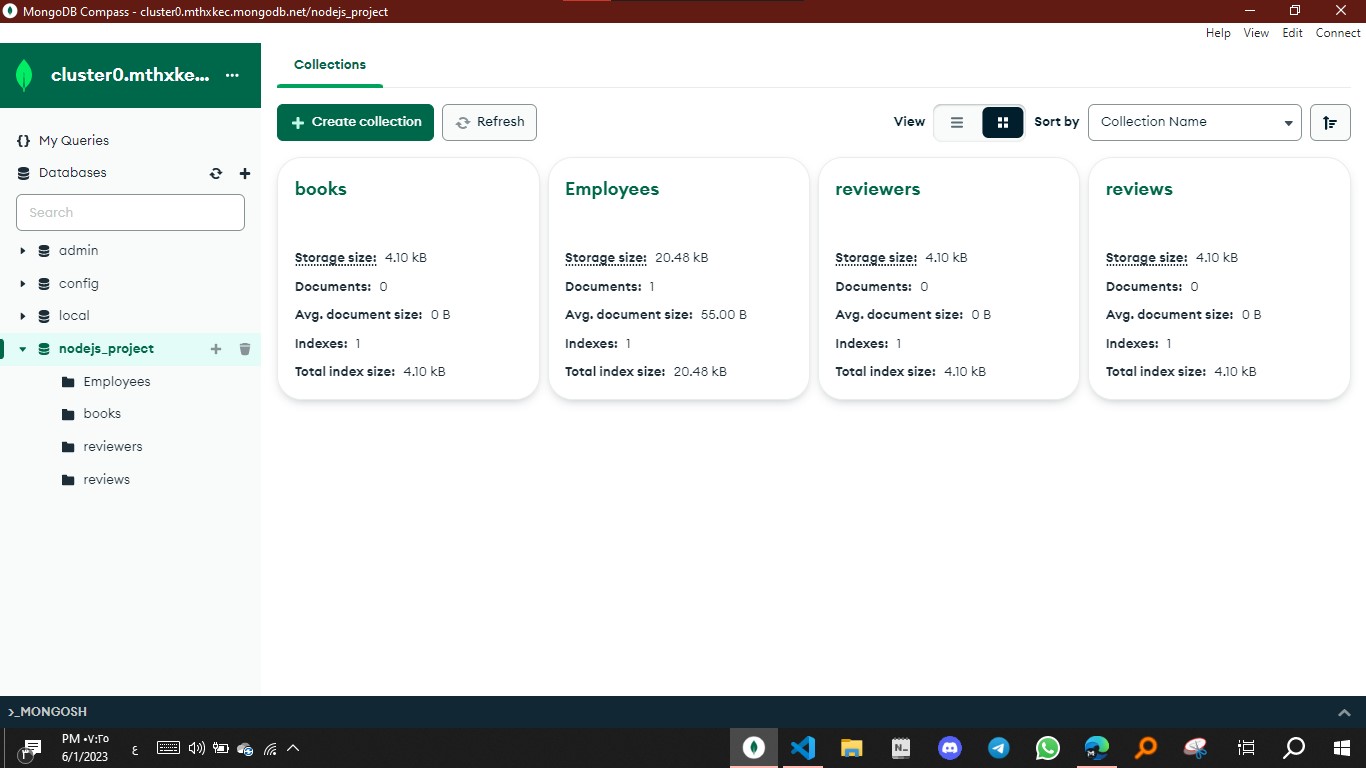 MongoDB Compass - cluster0.mthxkec.mongodb.net/nodejs_project
Help View Edit Connect
cluster0.mthxke... ...
Collections
Create collection
Refresh
View
Sort by
Collection Name
{} My Queries
Databases
Search
admin
config
local
nodejs_project
Employees
books
reviewers
reviews
books
Storage size: 4.10 kB
Documents: 0
Avg. document size: 0 B
Indexes: 1
Total index size: 4.10 kB
Employees
Storage size: 20.48 kB
Documents: 1
Avg. document size: 55.00 B
Indexes: 1
Total index size: 20.48 kB
reviewers
Storage size: 4.10 kB
Documents: 0
Avg. document size: 0 B
Indexes: 1
Total index size: 4.10 kB
reviews
Storage size: 4.10 kB
Documents: 0
Avg. document size: 0 B
Indexes: 1
Total index size: 4.10 kB
>_MONGOSH
PM ٠٧:٢٥
6/1/2023
ع
٣